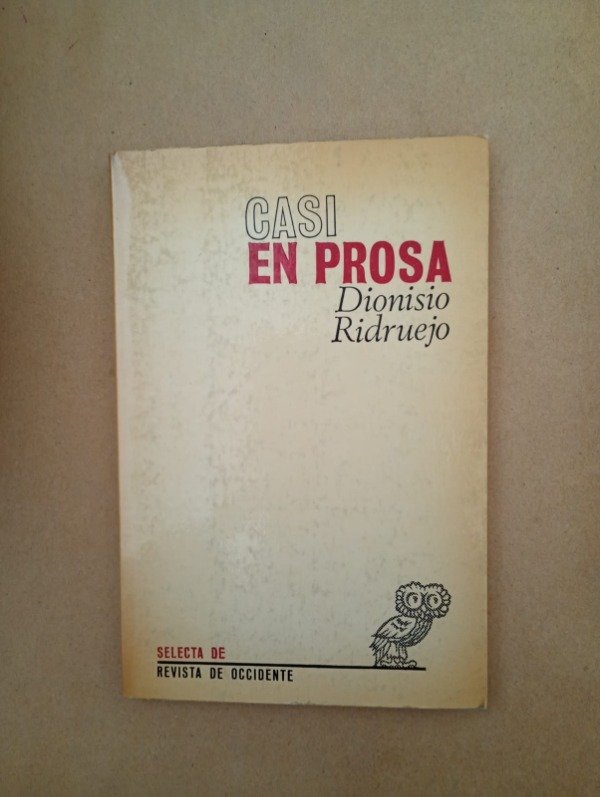 CASI
EN PROSA
Dionisio
Ridruejo
SELECTA DE
REVISTA DE OCCIDENTE